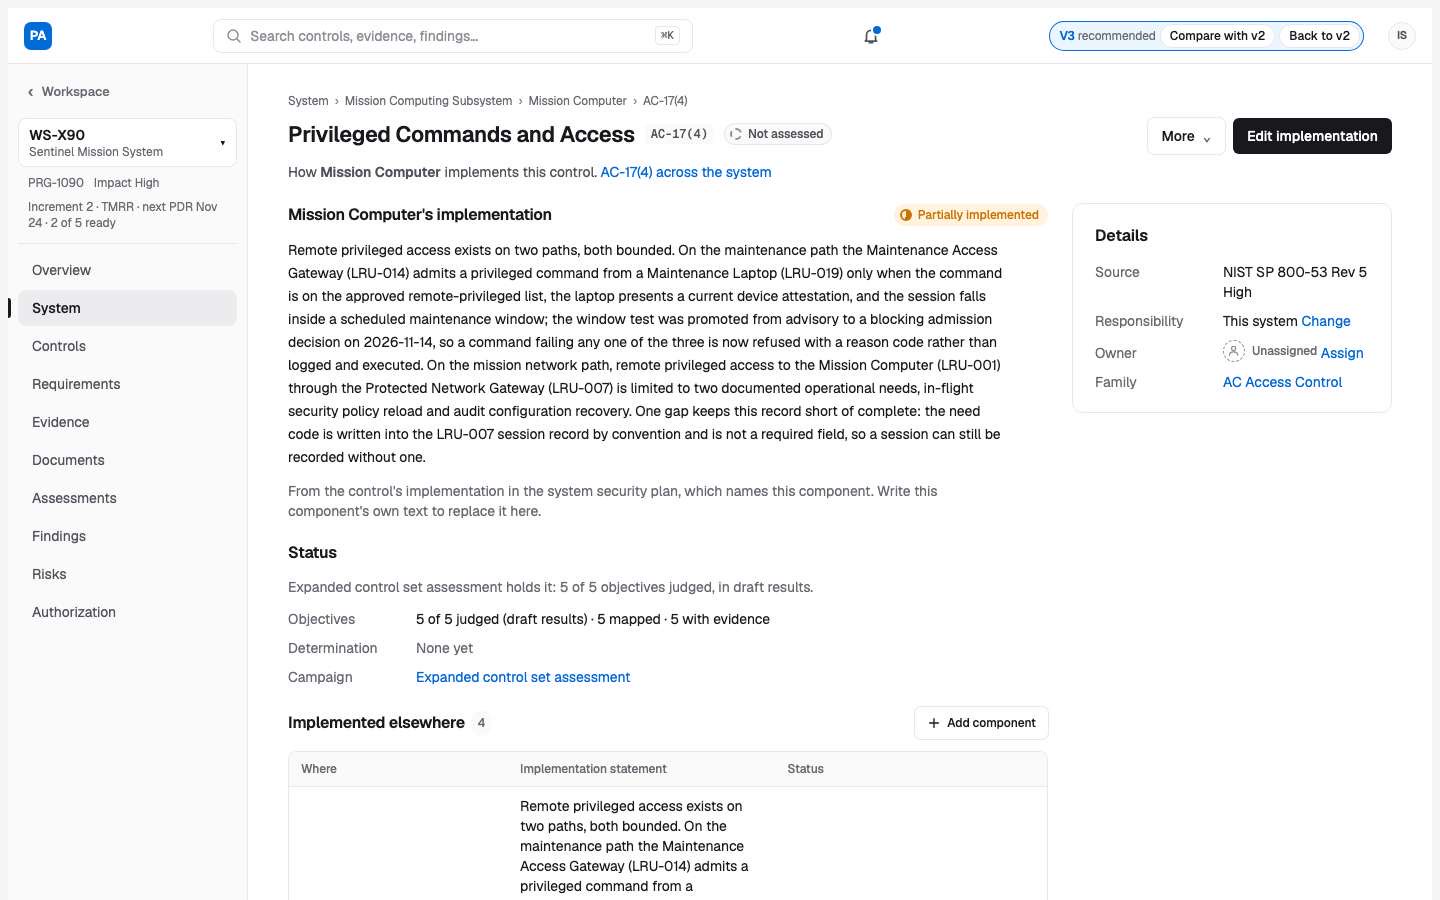 PA
Search controls, evidence, findings...
⌘K
V3 recommended
Compare with v2
Back to v2
IS
‹ Workspace
WS-X90
Sentinel Mission System
PRG-1090 Impact High
Increment 2 · TMRR · next PDR Nov
24 · 2 of 5 ready
Overview
System
Controls
Requirements
Evidence
Documents
Assessments
Findings
Risks
Authorization
System › Mission Computing Subsystem › Mission Computer › AC-17(4)
Privileged Commands and Access
AC-17(4)
Not assessed
More
Edit implementation
How Mission Computer implements this control. AC-17(4) across the system
Mission Computer's implementation
Partially implemented
Remote privileged access exists on two paths, both bounded. On the maintenance path the Maintenance Access
Gateway (LRU-014) admits a privileged command from a Maintenance Laptop (LRU-019) only when the command
is on the approved remote-privileged list, the laptop presents a current device attestation, and the session falls
inside a scheduled maintenance window; the window test was promoted from advisory to a blocking admission
decision on 2026-11-14, so a command failing any one of the three is now refused with a reason code rather than
logged and executed. On the mission network path, remote privileged access to the Mission Computer (LRU-001)
through the Protected Network Gateway (LRU-007) is limited to two documented operational needs, in-flight
security policy reload and audit configuration recovery. One gap keeps this record short of complete: the need
code is written into the LRU-007 session record by convention and is not a required field, so a session can still be
recorded without one.
From the control's implementation in the system security plan, which names this component. Write this
component's own text to replace it here.
Status
Expanded control set assessment holds it: 5 of 5 objectives judged, in draft results.
Objectives 5 of 5 judged (draft results) · 5 mapped · 5 with evidence
Determination None yet
Campaign Expanded control set assessment
Implemented elsewhere 4
+ Add component
Where Implementation statement Status
Remote privileged access exists on
two paths, both bounded. On the
maintenance path the Maintenance
Access Gateway (LRU-014) admits a
privileged command from a
Details
Source NIST SP 800-53 Rev 5
High
Responsibility This system Change
Owner Unassigned Assign
Family AC Access Control